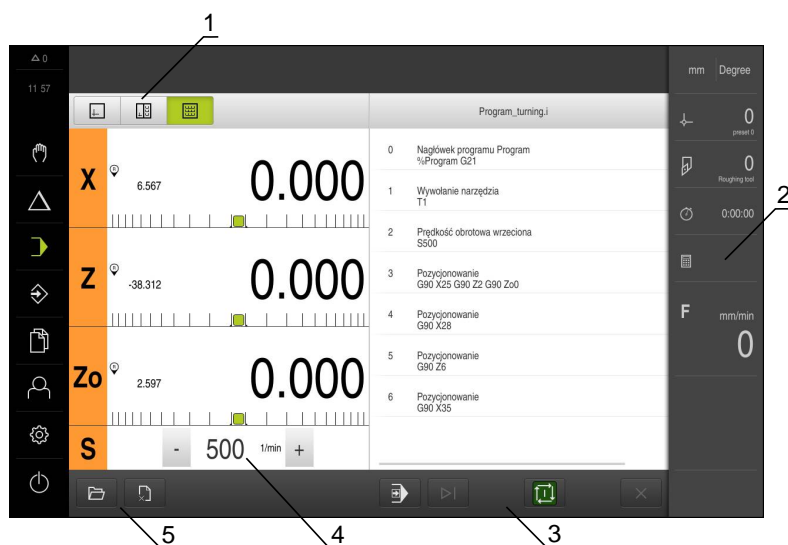 1
△ 0
11 57
mm Degree
Program_turning.i
0
preset 0
X R 6.567 0.000
0
Roughing tool
2
0:00:00
Z R -38.312 0.000
F mm/min
0
Zo R 2.597 0.000
S - 500 1/min +
0 Nagłówek programu Program
%Program G21
1 Wywołanie narzędzia
T1
2 Prędkość obrotowa wrzeciona
S500
3 Pozycjonowanie
G90 X25 G90 Z2 G90 Zo0
4 Pozycjonowanie
G90 X28
5 Pozycjonowanie
G90 Z6
6 Pozycjonowanie
G90 X35
5
4
3